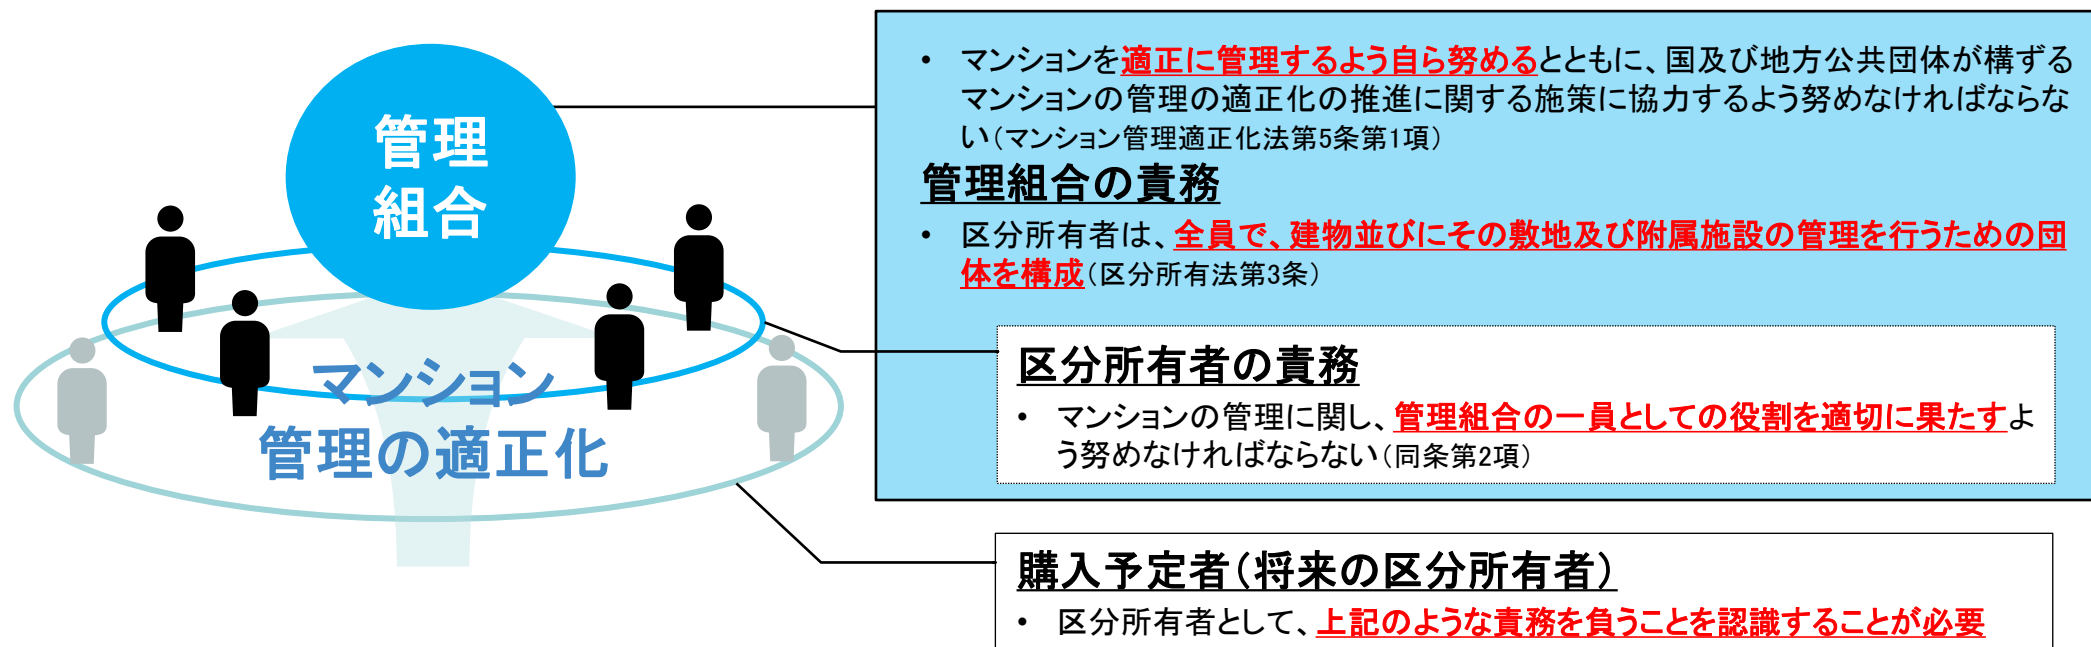 管理
組合
マンション
管理の適正化
• マンションを適正に管理するよう自ら努めるとともに、国及び地方公共団体が構ずる
マンションの管理の適正化の推進に関する施策に協力するよう努めなければならな
い（マンション管理適正化法第5条第1項）
管理組合の責務
• 区分所有者は、全員で、建物並びにその敷地及び附属施設の管理を行うための団
体を構成（区分所有法第3条）
区分所有者の責務
• マンションの管理に関し、管理組合の一員としての役割を適切に果たすよ
う努めなければならない（同条第2項）
購入予定者（将来の区分所有者）
• 区分所有者として、上記のような責務を負うことを認識することが必要